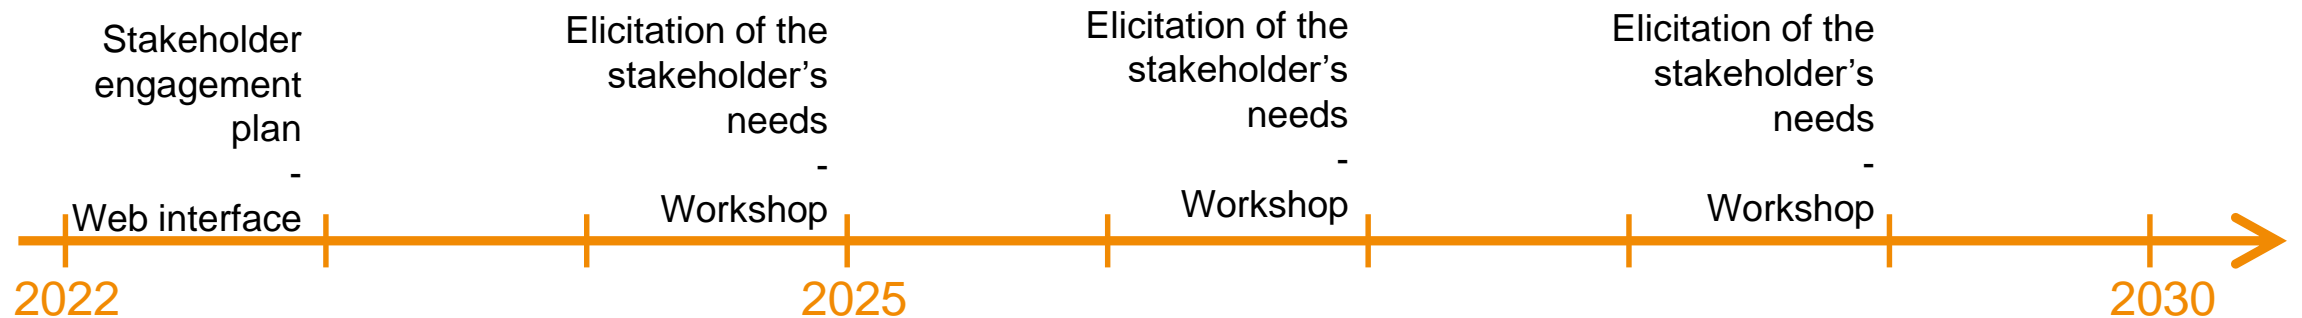 Stakeholder
engagement
plan
-
Web interface
Elicitation of the
stakeholder’s
needs
-
Workshop
Elicitation of the
stakeholder’s
needs
-
Workshop
Elicitation of the
stakeholder’s
needs
-
Workshop
2022
2025
2030